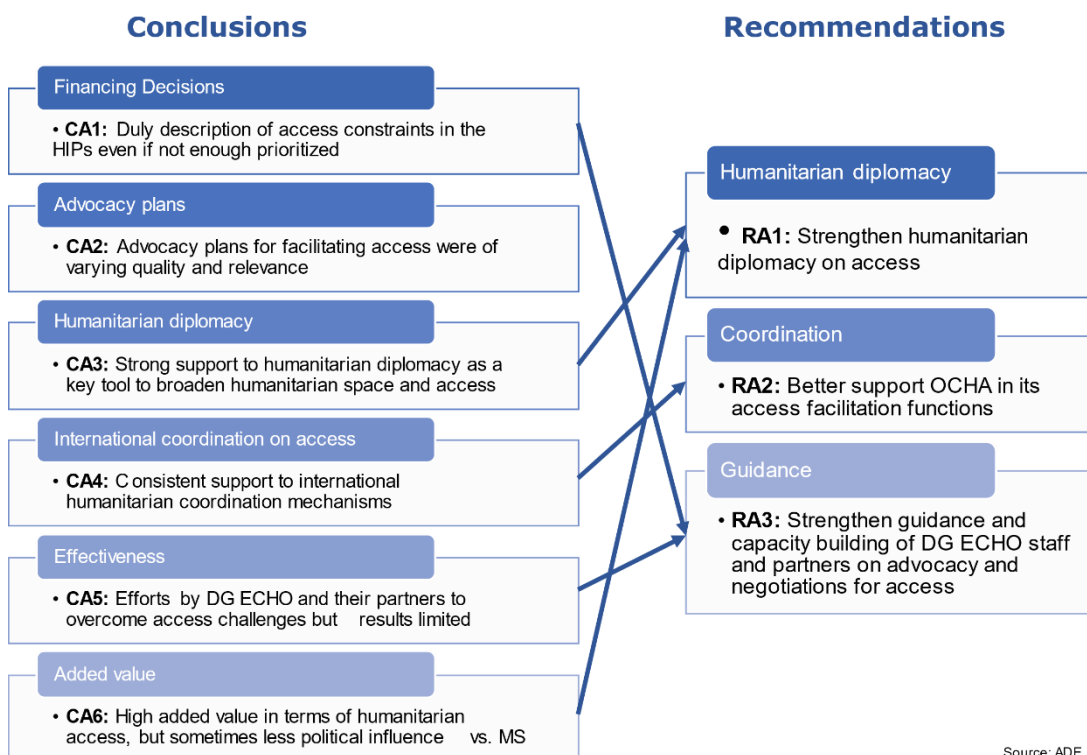 Conclusions
Financing Decisions
• CA1: Duly description of access constraints in the
HIPs even if not enough prioritized
Advocacy plans
• CA2: Advocacy plans for facilitating access were of
varying quality and relevance
Humanitarian diplomacy
• CA3: Strong support to humanitarian diplomacy as a
key tool to broaden humanitarian space and access
International coordination on access
• CA4: Consistent support to international
humanitarian coordination mechanisms
Effectiveness
• CA5: Efforts by DG ECHO and their partners to
overcome access challenges but results limited
Added value
• CA6: High added value in terms of humanitarian
access, but sometimes less political influence vs. MS
Recommendations
Humanitarian diplomacy
• RA1: Strengthen humanitarian
diplomacy on access
Coordination
• RA2: Better support OCHA in its
access facilitation functions
Guidance
• RA3: Strengthen guidance and
capacity building of DG ECHO staff
and partners on advocacy and
negotiations for access
Source: ADE